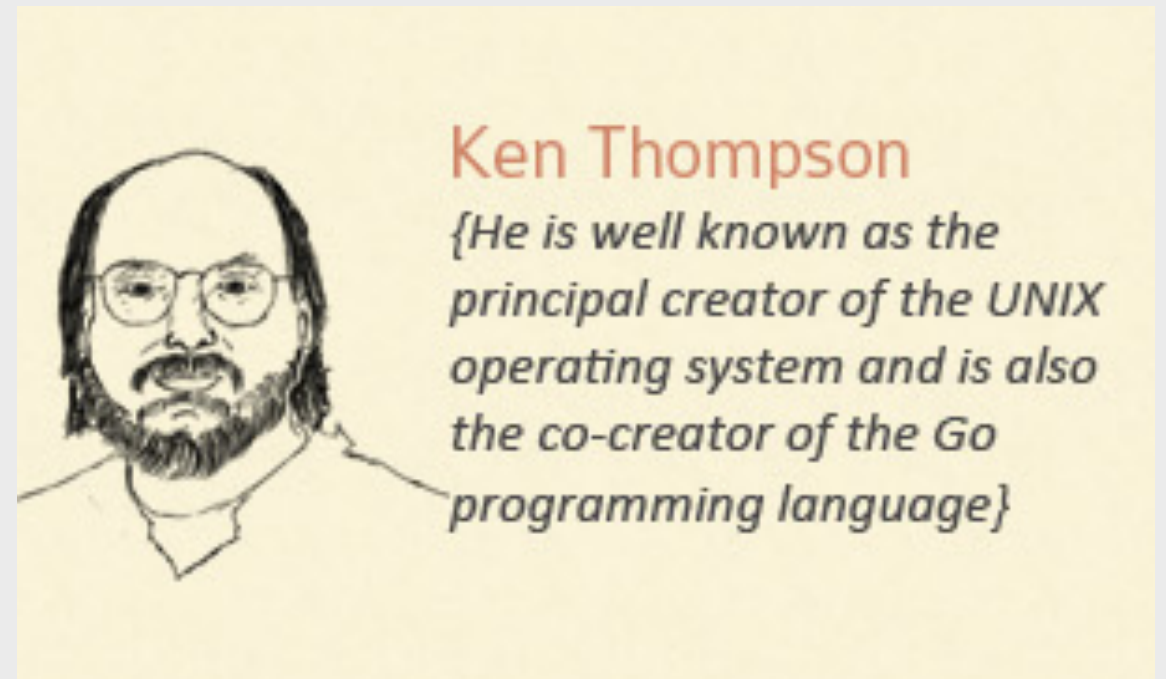 Ken Thompson
{He is well known as the
principal creator of the UNIX
operating system and is also
the co-creator of the Go
programming language}